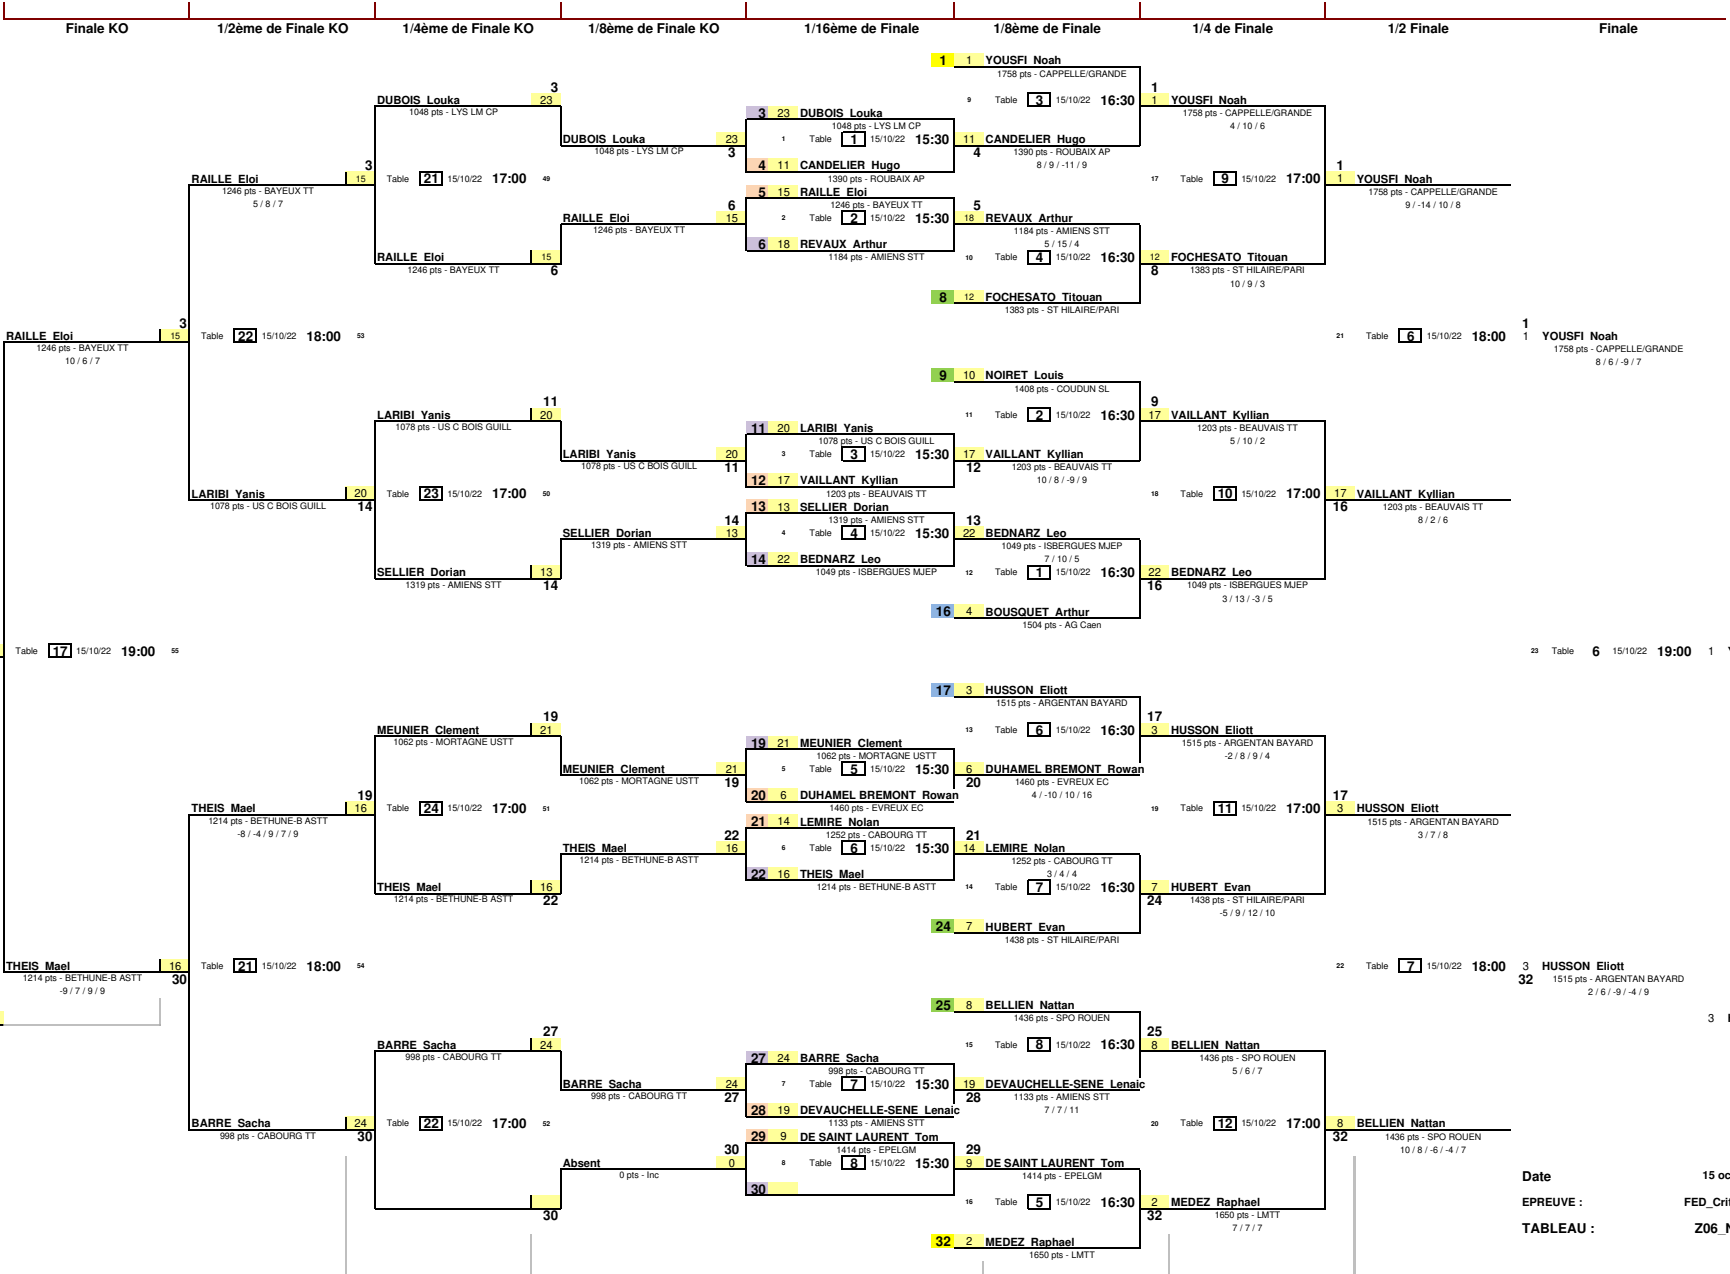 Finale KO 1/2ème de Finale KO 1/4ème de Finale KO 1/8ème de Finale KO 1/16ème de Finale 1/8ème de Finale 1/4 de Finale 1/2 Finale Finale
1 1 YOUSFI Noah
1758 pts - CAPPELLE/GRANDE
3 1
DUBOIS Louka 23 9 Table 3 15/10/22 16:30 1 YOUSFI Noah
1048 pts - LYS LM CP 3 23 DUBOIS Louka 1758 pts - CAPPELLE/GRANDE
1048 pts - LYS LM CP 4 / 10 / 6
DUBOIS Louka 23 1 Table 1 15/10/22 15:30 11 CANDELIER Hugo
1048 pts - LYS LM CP 3 4 1390 pts - ROUBAIX AP
3 4 11 CANDELIER Hugo 8 / 9 / -11 / 9 1
RAILLE Eloi 15 Table 21 15/10/22 17:00 49 1390 pts - ROUBAIX AP 17 Table 9 15/10/22 17:00 1 YOUSFI Noah
1246 pts - BAYEUX TT 5 15 RAILLE Eloi 1758 pts - CAPPELLE/GRANDE
5 / 8 / 7 6 1246 pts - BAYEUX TT 5 9 / -14 / 10 / 8
RAILLE Eloi 15 2 Table 2 15/10/22 15:30 18 REVAUX Arthur
1246 pts - BAYEUX TT 1184 pts - AMIENS STT
6 18 REVAUX Arthur 5 / 15 / 4
RAILLE Eloi 15 1184 pts - AMIENS STT 10 Table 4 15/10/22 16:30 12 FOCHESATO Titouan
1246 pts - BAYEUX TT 6 8 1383 pts - ST HILAIRE/PARI
10 / 9 / 3
8 12 FOCHESATO Titouan
1383 pts - ST HILAIRE/PARI
3 1
RAILLE Eloi 15 Table 22 15/10/22 18:00 53 21 Table 6 15/10/22 18:00 1 YOUSFI Noah
1246 pts - BAYEUX TT 1758 pts - CAPPELLE/GRANDE
10 / 6 / 7 8 / 6 / -9 / 7
9 10 NOIRET Louis
1408 pts - COUDUN SL
11 9
LARIBI Yanis 20 11 Table 2 15/10/22 16:30 17 VAILLANT Kyllian
1078 pts - US C BOIS GUILL 11 20 LARIBI Yanis 1203 pts - BEAUVAIS TT
1078 pts - US C BOIS GUILL 5 / 10 / 2
LARIBI Yanis 20 3 Table 3 15/10/22 15:30 17 VAILLANT Kyllian
1078 pts - US C BOIS GUILL 11 12 1203 pts - BEAUVAIS TT
12 17 VAILLANT Kyllian 10 / 8 / -9 / 9
LARIBI Yanis 20 Table 23 15/10/22 17:00 50 1203 pts - BEAUVAIS TT 18 Table 10 15/10/22 17:00 17 VAILLANT Kyllian
1078 pts - US C BOIS GUILL 14 13 13 SELLIER Dorian 16 1203 pts - BEAUVAIS TT
14 1319 pts - AMIENS STT 13 8 / 2 / 6
SELLIER Dorian 13 4 Table 4 15/10/22 15:30 22 BEDNARZ Leo
1319 pts - AMIENS STT 1049 pts - ISBERGUES MJEP
14 22 BEDNARZ Leo 7 / 10 / 5
SELLIER Dorian 13 1049 pts - ISBERGUES MJEP 12 Table 1 15/10/22 16:30 22 BEDNARZ Leo
1319 pts - AMIENS STT 14 16 1049 pts - ISBERGUES MJEP
3 / 13 / -3 / 5
16 4 BOUSQUET Arthur
1504 pts - AG Caen
Table 17 15/10/22 19:00 55 23 Table 6 15/10/22 19:00 1
17 3 HUSSON Eliott
1515 pts - ARGENTAN BAYARD
19 17
MEUNIER Clement 21 13 Table 6 15/10/22 16:30 3 HUSSON Eliott
1062 pts - MORTAGNE USTT 19 21 MEUNIER Clement 1515 pts - ARGENTAN BAYARD
1062 pts - MORTAGNE USTT -2 / 8 / 9 / 4
MEUNIER Clement 21 5 Table 5 15/10/22 15:30 6 DUHAMEL BREMONT Rowan
1062 pts - MORTAGNE USTT 19 20 1460 pts - EVREUX EC
19 20 6 DUHAMEL BREMONT Rowan 4 / -10 / 10 / 16 17
THEIS Mael 16 Table 24 15/10/22 17:00 51 1460 pts - EVREUX EC 19 Table 11 15/10/22 17:00 3 HUSSON Eliott
1214 pts - BETHUNE-B ASTT 21 14 LEMIRE Nolan 1515 pts - ARGENTAN BAYARD
-8 / -4 / 9 / 7 / 9 22 1252 pts - CABOURG TT 21 3 / 7 / 8
THEIS Mael 16 6 Table 6 15/10/22 15:30 14 LEMIRE Nolan
1214 pts - BETHUNE-B ASTT 1252 pts - CABOURG TT
22 16 THEIS Mael 3 / 4 / 4
THEIS Mael 16 1214 pts - BETHUNE-B ASTT 14 Table 7 15/10/22 16:30 7 HUBERT Evan
1214 pts - BETHUNE-B ASTT 22 24 1438 pts - ST HILAIRE/PARI
-5 / 9 / 12 / 10
24 7 HUBERT Evan
1438 pts - ST HILAIRE/PARI
THEIS Mael 16 Table 21 15/10/22 18:00 54 22 Table 7 15/10/22 18:00 3 HUSSON Eliott
1214 pts - BETHUNE-B ASTT 30 32 1515 pts - ARGENTAN BAYARD
-9 / 7 / 9 / 9 2 / 6 / -9 / -4 / 9
25 8 BELLIEN Nattan
1436 pts - SPO ROUEN 3
27 25
BARRE Sacha 24 15 Table 8 15/10/22 16:30 8 BELLIEN Nattan
998 pts - CABOURG TT 27 24 BARRE Sacha 1436 pts - SPO ROUEN
998 pts - CABOURG TT 5 / 6 / 7
BARRE Sacha 24 7 Table 7 15/10/22 15:30 19 DEVAUCHELLE-SENE Lenaic
998 pts - CABOURG TT 27 28 1133 pts - AMIENS STT
28 19 DEVAUCHELLE-SENE Lenaic 7 / 7 / 11
BARRE Sacha 24 Table 22 15/10/22 17:00 52 1133 pts - AMIENS STT 20 Table 12 15/10/22 17:00 8 BELLIEN Nattan
998 pts - CABOURG TT 30 29 9 DE SAINT LAURENT Tom 32 1436 pts - SPO ROUEN
30 1414 pts - EPELGM 29 10 / 8 / -6 / -4 / 7
Absent 0 8 Table 8 15/10/22 15:30 9 DE SAINT LAURENT Tom
0 pts - Inc 1414 pts - EPELGM Date 15
30
16 Table 5 15/10/22 16:30 2 MEDEZ Raphael EPREUVE :
30 32 1650 pts - LMTT
7 / 7 / 7 TABLEAU :
32 2 MEDEZ Raphael
1650 pts - LMTT